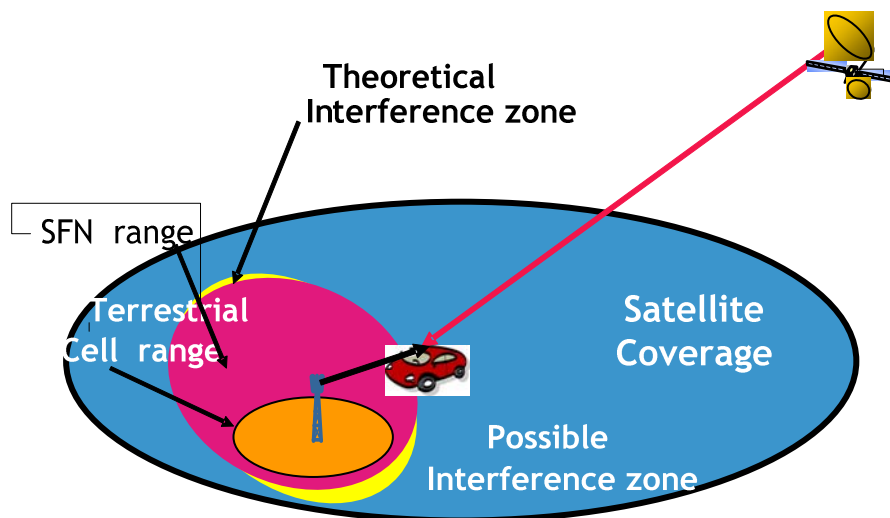 Theoretical
Interference zone
SFN range
Terrestrial
Cell range
Satellite
Coverage
Possible
Interference zone